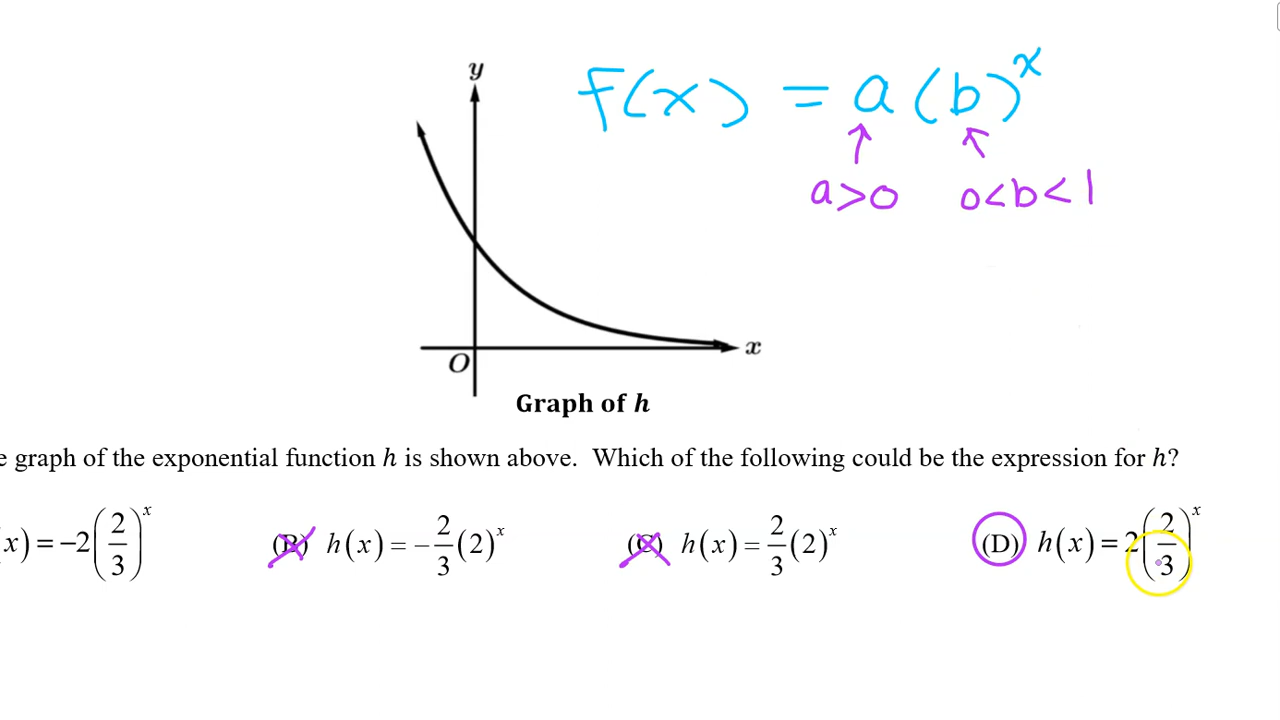 y
f(x) = a(b)^x
a>0 0<b<1
O
x
Graph of h
e graph of the exponential function h is shown above. Which of the following could be the expression for h?
x) = −2(2/3)^x (B) h(x) = −2/3(2)^x (C) h(x) = 2/3(2)^x (D) h(x) = 2(2/3)^x